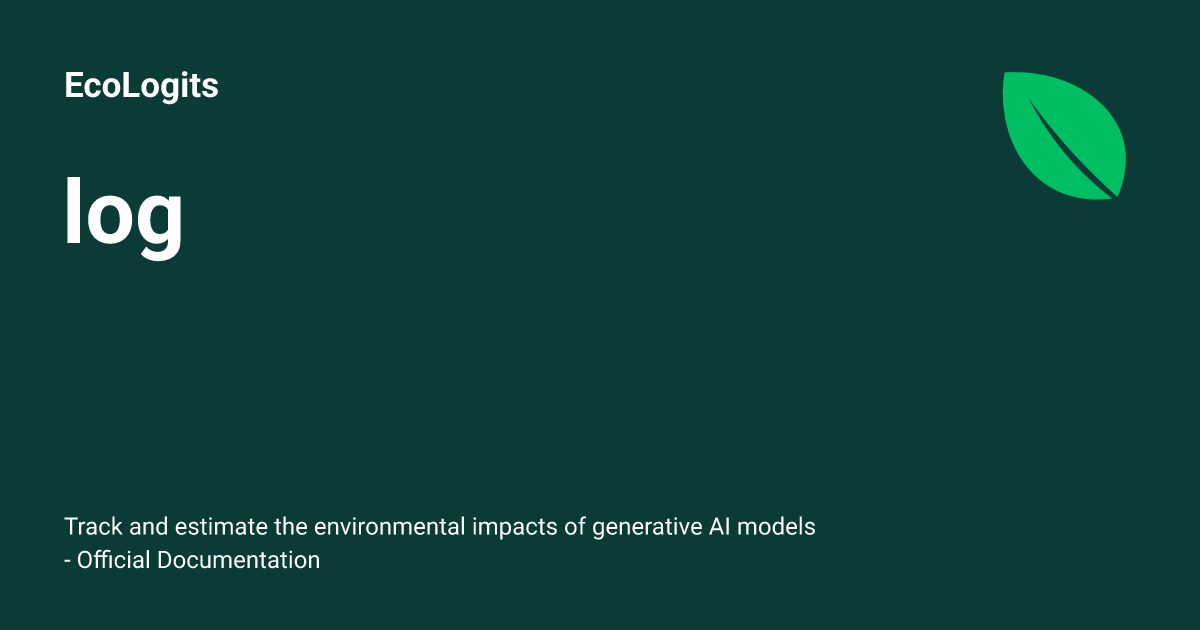 EcoLogits
log
Track and estimate the environmental impacts of generative AI models
- Official Documentation